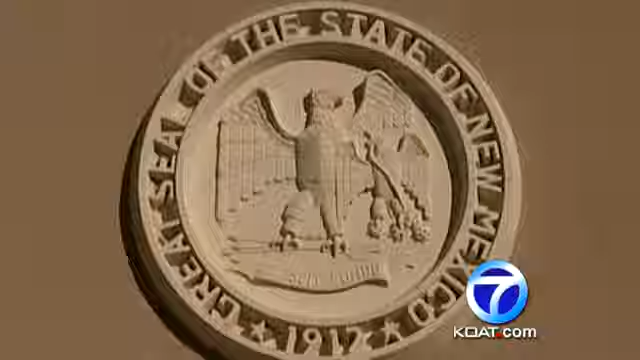 GREAT SEAL OF THE STATE OF NEW MEXICO
★ 1912 ★
7
KOAT.com